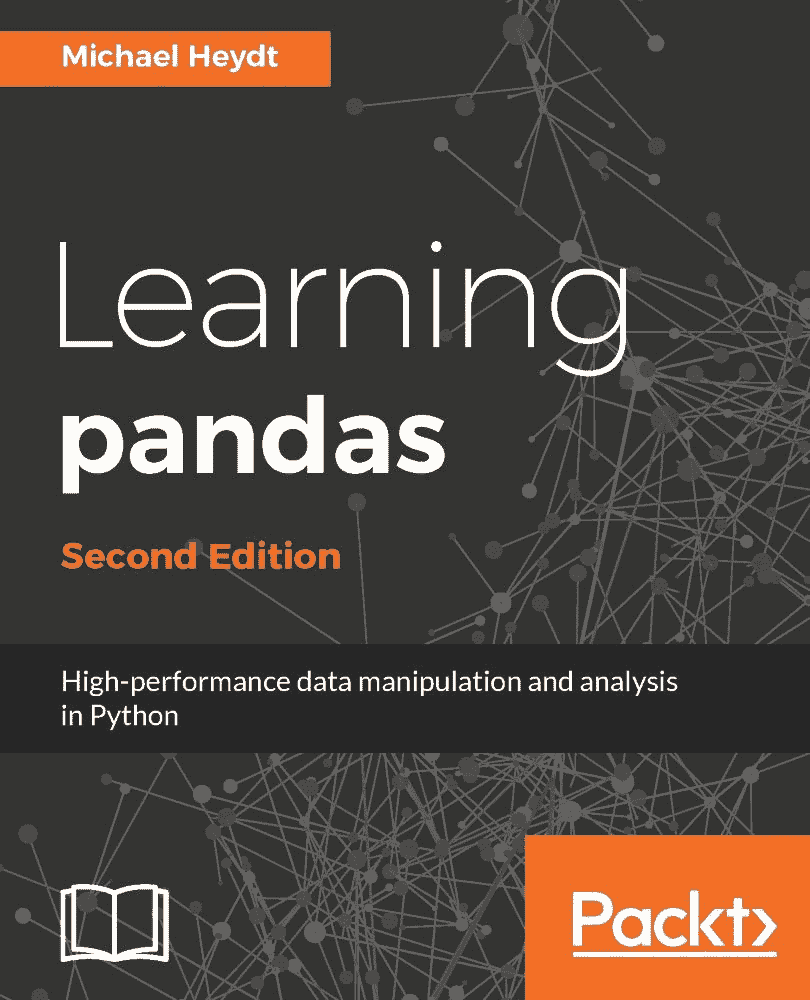 Michael Heydt
Learning
pandas
Second Edition
High-performance data manipulation and analysis
in Python
Packt>